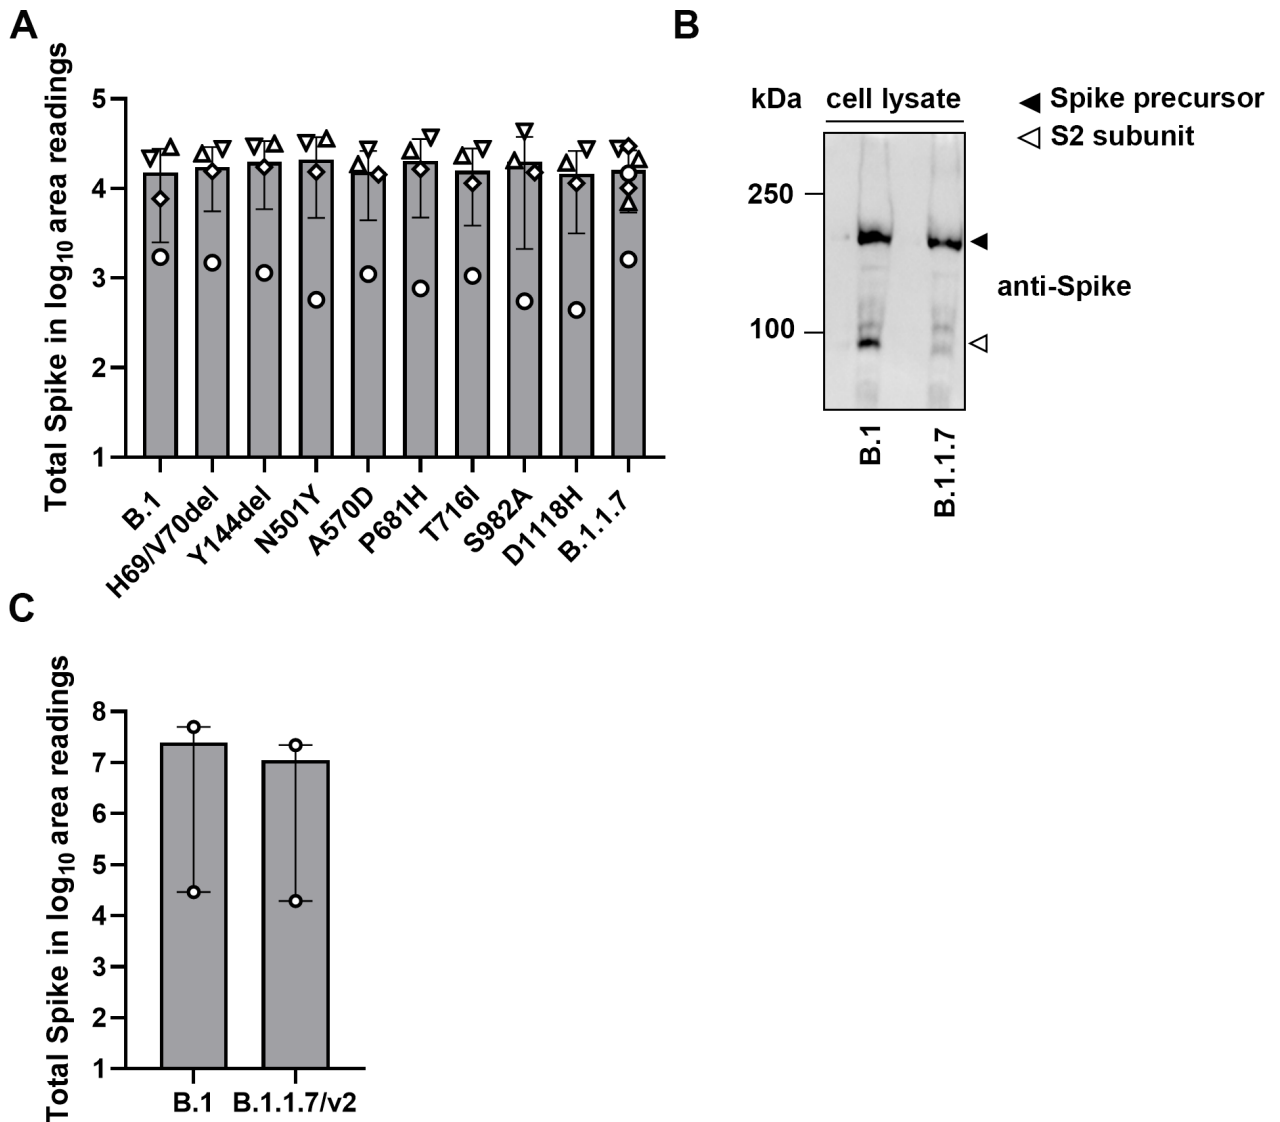 A
Total Spike in log10 area readings
5
4
3
2
1
B.1
H69/V70del
Y144del
N501Y
A570D
P681H
T716I
S982A
D1118H
B.1.1.7
B
kDa
cell lysate
Spike precursor
S2 subunit
250
100
anti-Spike
B.1
B.1.1.7
C
Total Spike in log10 area readings
8
7
6
5
4
3
2
1
B.1
B.1.1.7/v2